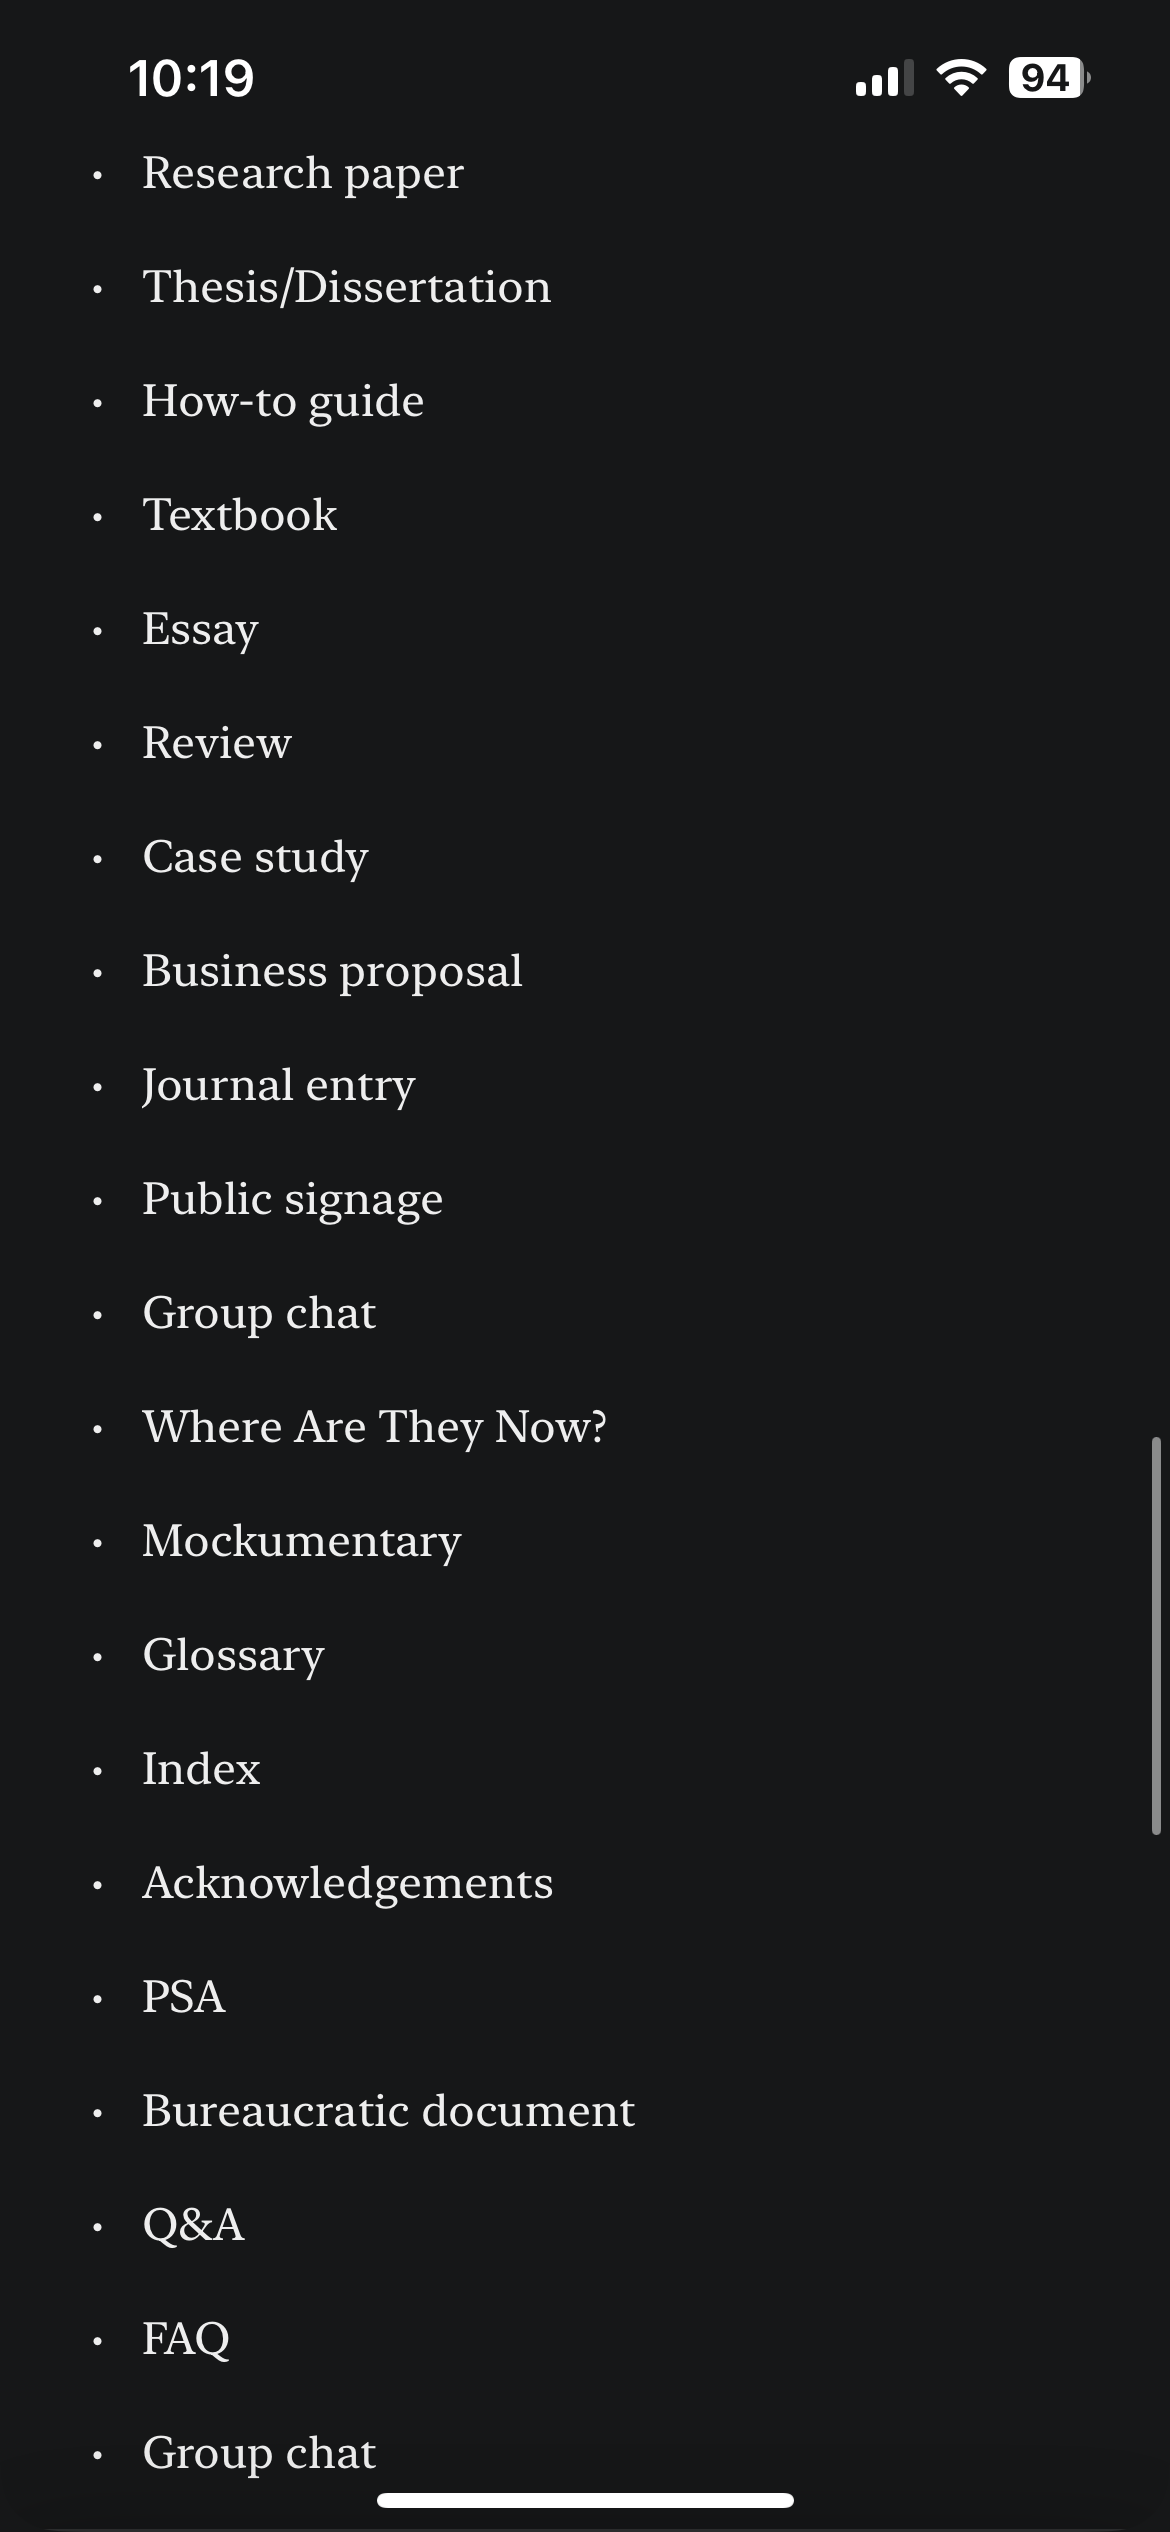 10:19 94
• Research paper
• Thesis/Dissertation
• How-to guide
• Textbook
• Essay
• Review
• Case study
• Business proposal
• Journal entry
• Public signage
• Group chat
• Where Are They Now?
• Mockumentary
• Glossary
• Index
• Acknowledgements
• PSA
• Bureaucratic document
• Q&A
• FAQ
• Group chat